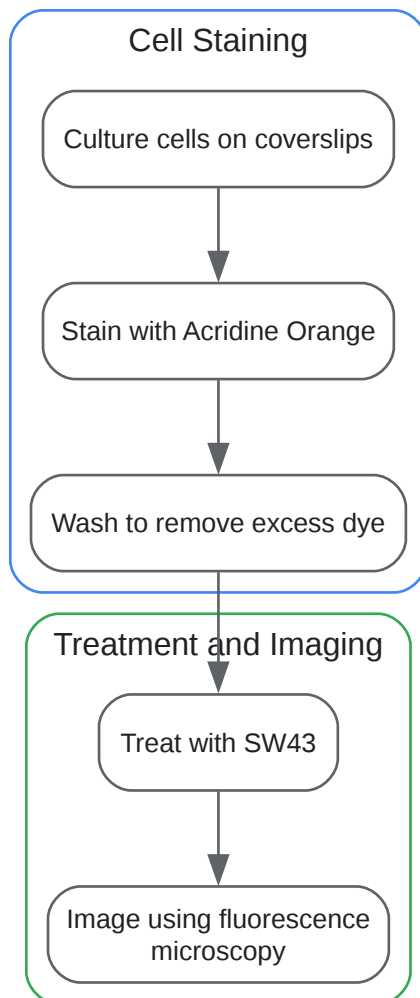 Cell Staining
Culture cells on coverslips
Stain with Acridine Orange
Wash to remove excess dye
Treatment and Imaging
Treat with SW43
Image using fluorescence
microscopy